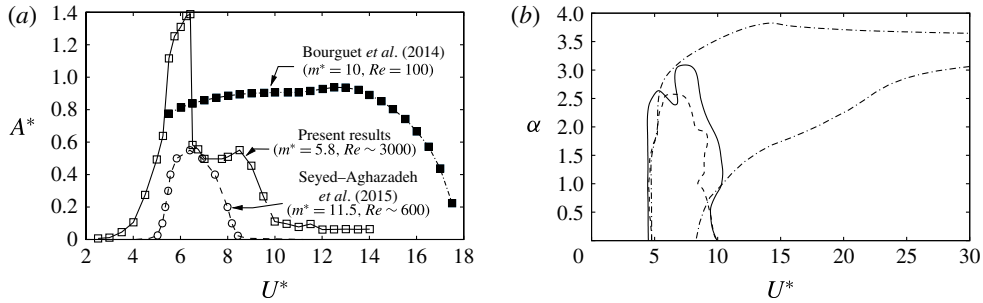 (a)
1.4
1.2
1.0
0.8
0.6
0.4
0.2
0
A*
Bourguet et al. (2014)
(m* = 10, Re = 100)
Present results
(m* = 5.8, Re ~ 3000)
Seyed–Aghazadeh
et al. (2015)
(m* = 11.5, Re ~ 600)
2 4 6 8 10 12 14 16 18
U*
(b)
4.0
3.5
3.0
2.5
2.0
1.5
1.0
0.5
α
0 5 10 15 20 25 30
U*